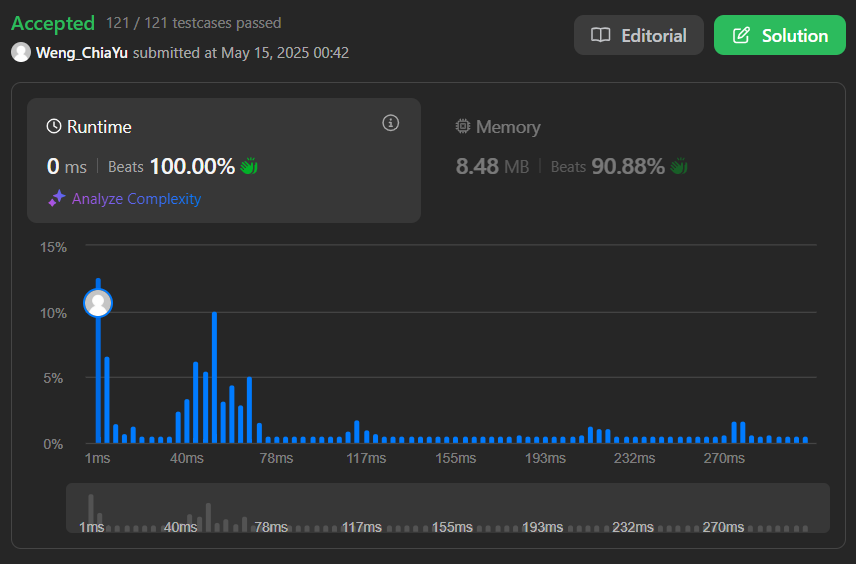 Accepted 121 / 121 testcases passed
Weng_ChiaYu submitted at May 15, 2025 00:42
Editorial
Solution
Runtime
0 ms Beats 100.00%
Analyze Complexity
Memory
8.48 MB Beats 90.88%
15%
10%
5%
0%
1ms 40ms 78ms 117ms 155ms 193ms 232ms 270ms
1ms 40ms 78ms 117ms 155ms 193ms 232ms 270ms